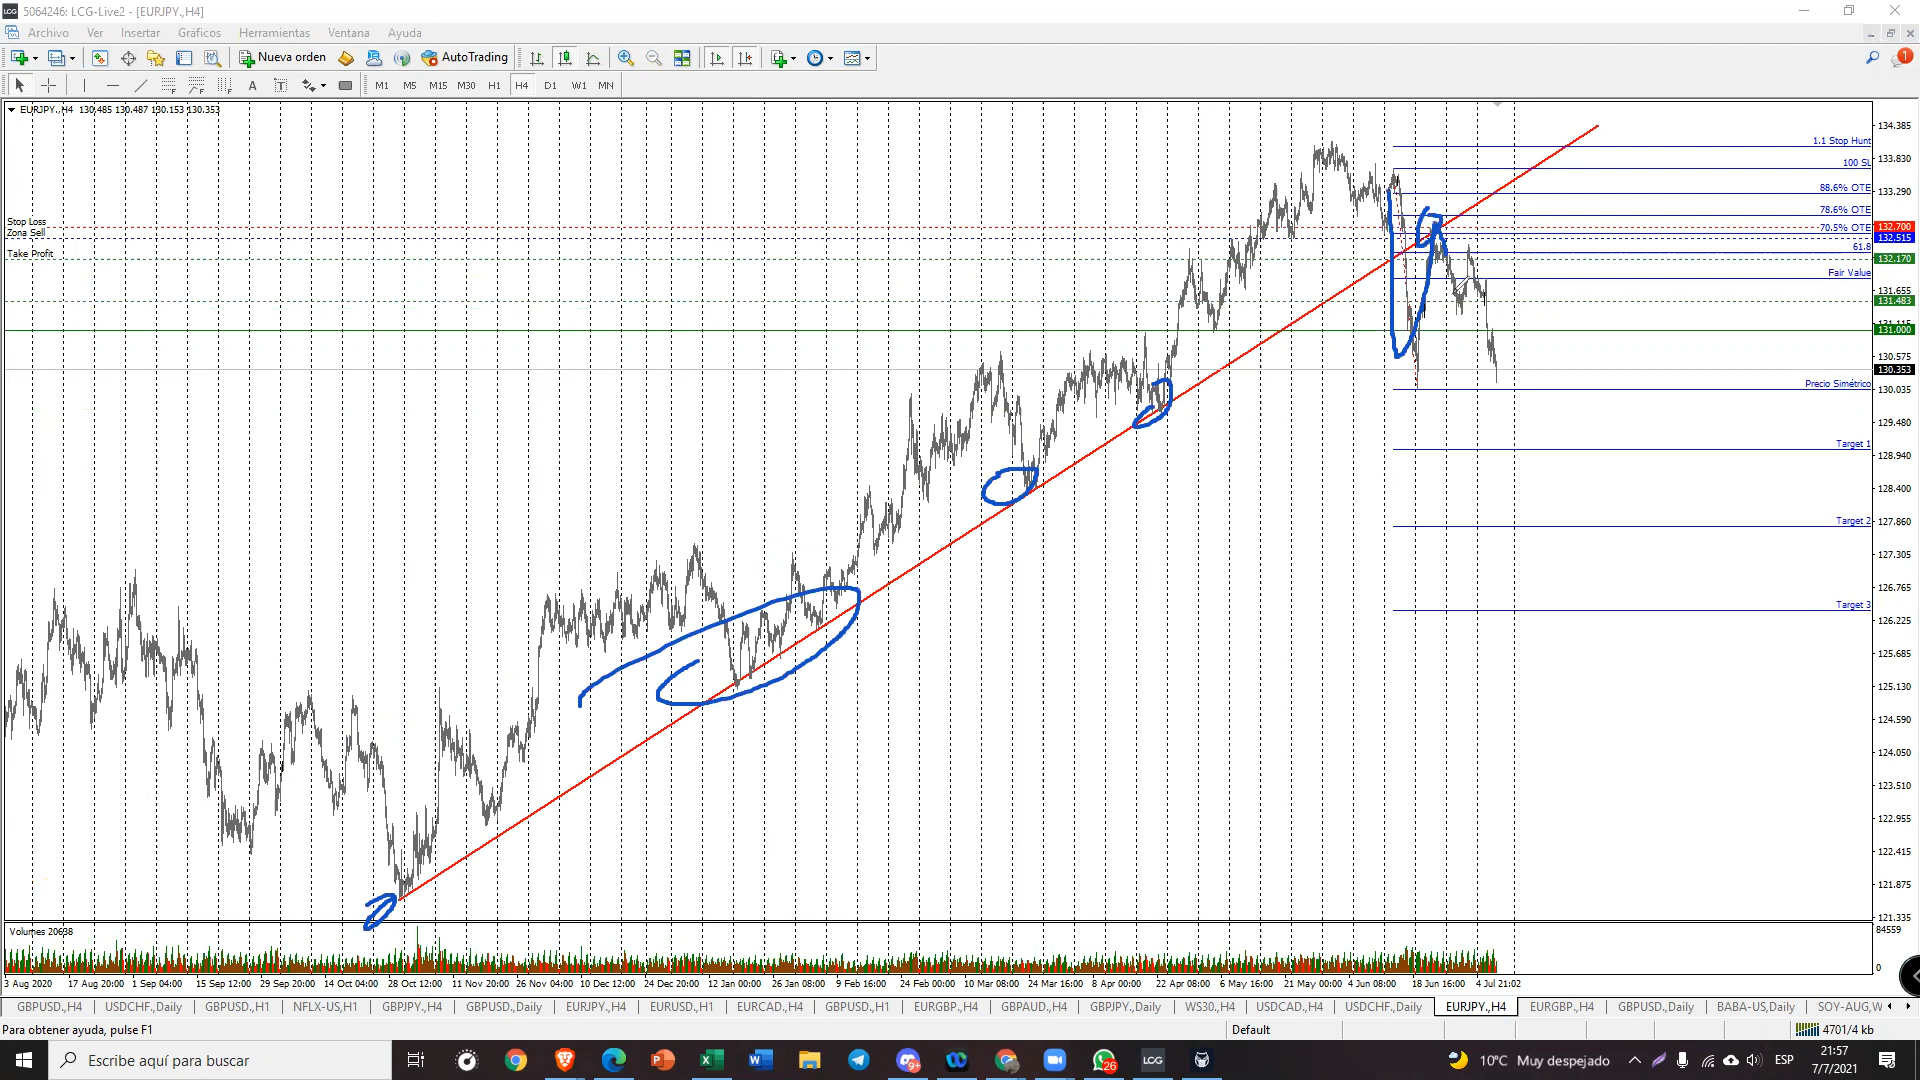 5064246: LCG-Live2 - [EURJPY.,H4]
Archivo Ver Insertar Gráficos Herramientas Ventana Ayuda
Nueva orden AutoTrading
A T M1 M5 M15 M30 H1 H4 D1 W1 MN
EURJPY.,H4 130.485 130.487 130.153 130.353
Stop Loss
Zona Sell
Take Profit
1.1 Stop Hunt
100 SL
88.6% OTE
78.6% OTE
70.5% OTE
61.8
Fair Value
Precio Simétrico
Target 1
Target 2
Target 3
134.385
133.830
133.290
132.700
132.515
132.170
131.655
131.483
131.115
131.000
130.575
130.353
130.035
129.480
128.940
128.400
127.860
127.305
126.765
126.225
125.685
125.130
124.590
124.050
123.510
122.955
122.415
121.875
121.335
Volumes 20638
84559
0
3 Aug 2020 17 Aug 20:00 1 Sep 04:00 15 Sep 12:00 29 Sep 20:00 14 Oct 04:00 28 Oct 12:00 11 Nov 20:00 26 Nov 04:00 10 Dec 12:00 24 Dec 20:00 12 Jan 00:00 26 Jan 08:00 9 Feb 16:00 24 Feb 00:00 10 Mar 08:00 24 Mar 16:00 8 Apr 00:00 22 Apr 08:00 6 May 16:00 21 May 00:00 4 Jun 08:00 18 Jun 16:00 4 Jul 21:02
GBPUSD.,H4 USDCHF.,Daily GBPUSD.,H1 NFLX-US,H1 GBPJPY.,H4 GBPUSD.,Daily EURJPY.,H4 EURUSD.,H1 EURCAD.,H4 GBPUSD.,H1 EURGBP.,H4 GBPAUD.,H4 GBPJPY.,Daily WS30.,H4 USDCAD.,H4 USDCHF.,Daily EURJPY.,H4 EURGBP.,H4 GBPUSD.,Daily BABA-US,Daily SOY-AUG,W
Para obtener ayuda, pulse F1 Default 4701/4 kb
Escribe aquí para buscar 9+ 26 LCG 10°C Muy despejado ESP 21:57
7/7/2021